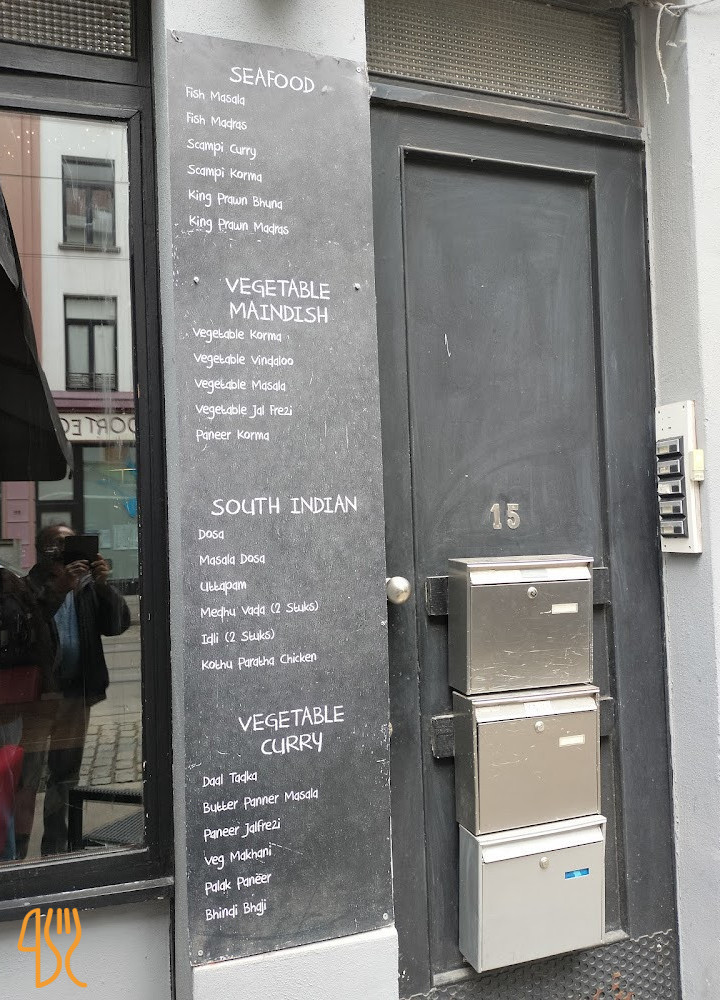 SEAFOOD
Fish Masala
Fish Madras
Scampi Curry
Scampi Korma
King Prawn Bhuna
King Prawn Madras
VEGETABLE
MAINDISH
Vegetable Korma
Vegetable Vindaloo
Vegetable Masala
Vegetable Jal Frezi
Paneer Korma
SOUTH INDIAN
Dosa
Masala Dosa
Uttapam
Medhu Vada (2 Stuks)
Idli (2 Stuks)
Kothu Paratha Chicken
VEGETABLE
CURRY
Daal Tadka
Butter Panner Masala
Paneer Jalfrezi
Veg Makhani
Palak Paneer
Bhindi Bhaji
15